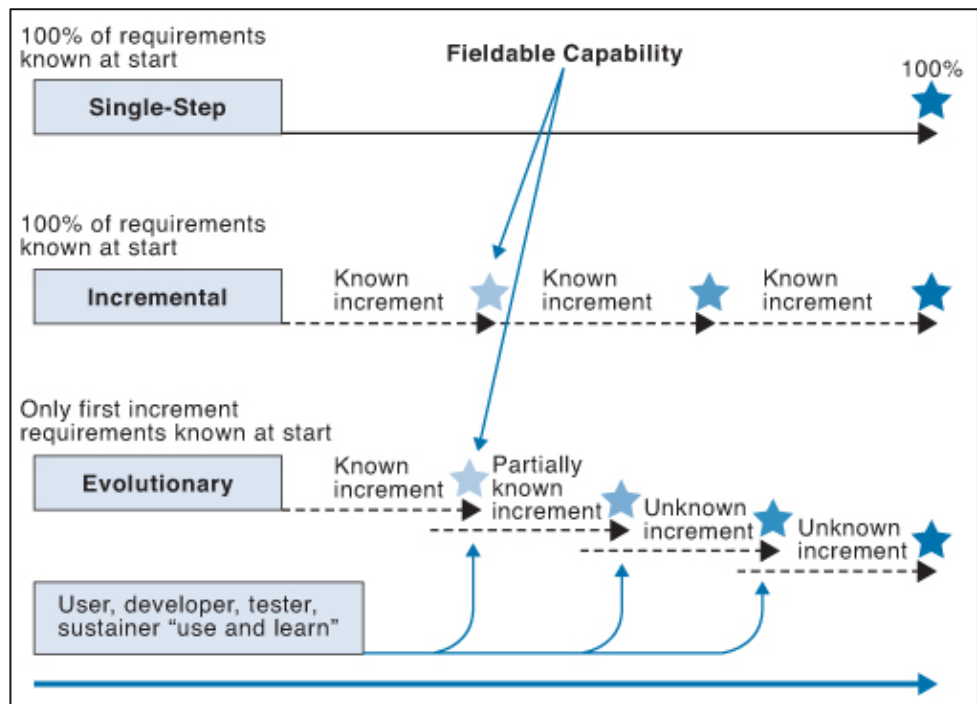 100% of requirements
known at start
Fieldable Capability
100%
Single-Step
100% of requirements
known at start
Incremental
Known
increment
Known
increment
Known
increment
Only first increment
requirements known at start
Evolutionary
Known
increment
Partially
known
increment
Unknown
increment
Unknown
increment
User, developer, tester,
sustainer “use and learn”